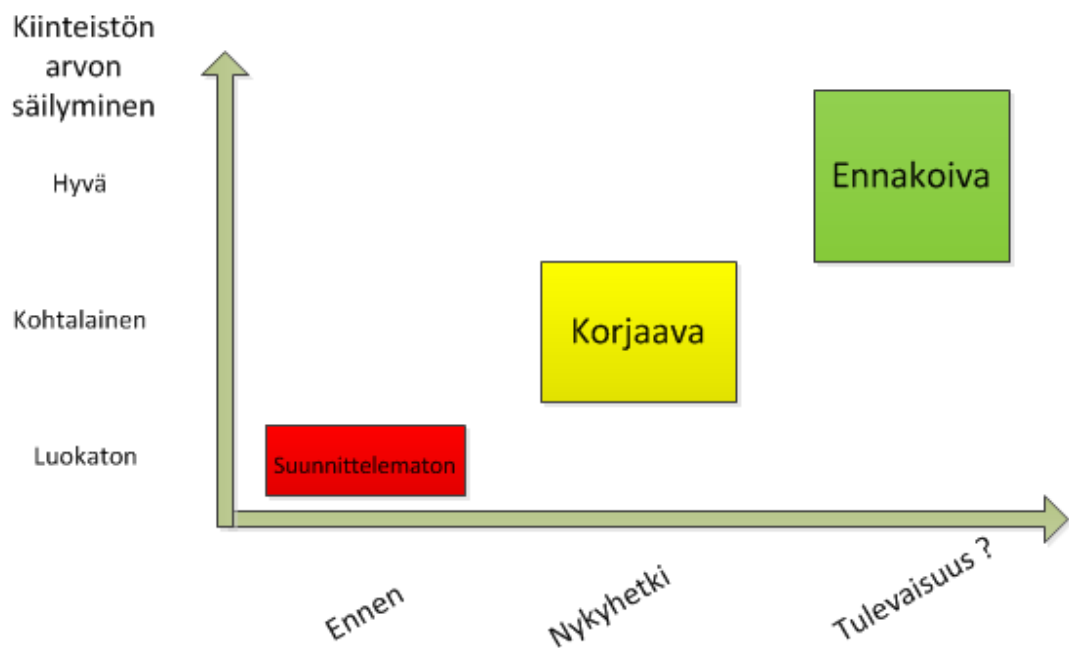 Kiinteistön
arvon
säilyminen
Hyvä
Ennakoiva
Kohtalainen
Korjaava
Luokaton
Suunnittelematon
Ennen
Nykyhetki
Tulevaisuus ?